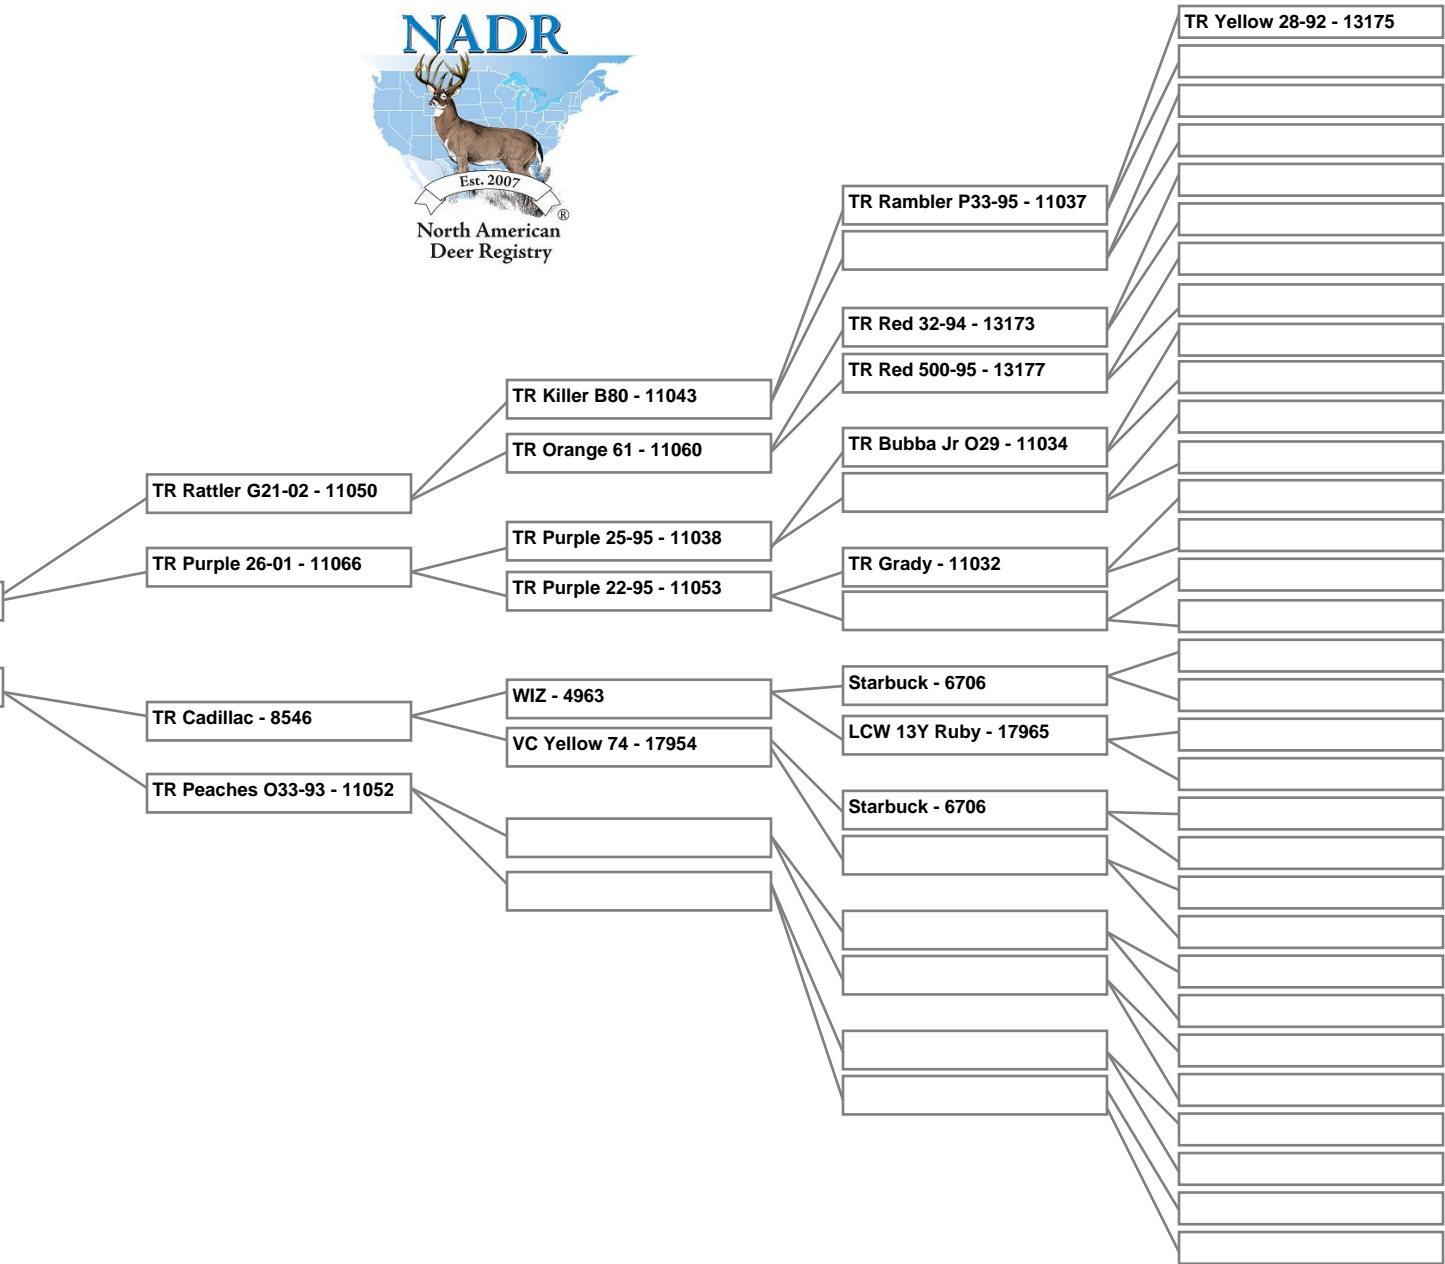 NADR
Est. 2007
®
North American
Deer Registry
TR Yellow 28-92 - 13175
TR Rambler P33-95 - 11037
TR Red 32-94 - 13173
TR Red 500-95 - 13177
TR Killer B80 - 11043
TR Orange 61 - 11060
TR Bubba Jr O29 - 11034
TR Rattler G21-02 - 11050
TR Purple 25-95 - 11038
TR Purple 26-01 - 11066
TR Grady - 11032
TR Purple 22-95 - 11053
Starbuck - 6706
WIZ - 4963
TR Cadillac - 8546
LCW 13Y Ruby - 17965
VC Yellow 74 - 17954
TR Peaches O33-93 - 11052
Starbuck - 6706